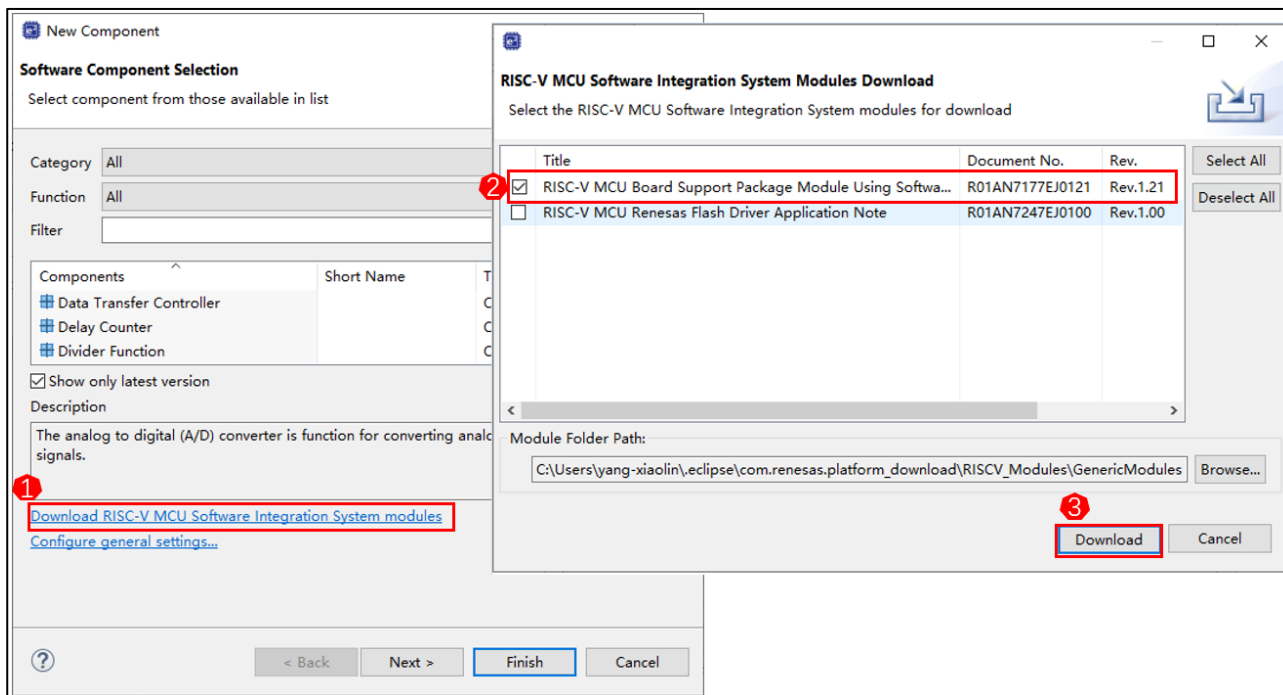 New Component
Software Component Selection
Select component from those available in list
Category All
Function All
Filter
Components Short Name T
Data Transfer Controller C
Delay Counter C
Divider Function C
Show only latest version
Description
The analog to digital (A/D) converter is function for converting analo
signals.
1
Download RISC-V MCU Software Integration System modules
Configure general settings...
< Back Next > Finish Cancel
RISC-V MCU Software Integration System Modules Download
Select the RISC-V MCU Software Integration System modules for download
Title Document No. Rev.
2 RISC-V MCU Board Support Package Module Using Softwa... R01AN7177EJ0121 Rev.1.21
RISC-V MCU Renesas Flash Driver Application Note R01AN7247EJ0100 Rev.1.00
Select All
Deselect All
Module Folder Path:
C:\Users\yang-xiaolin\.eclipse\com.renesas.platform_download\RISCV_Modules\GenericModules Browse...
3
Download Cancel